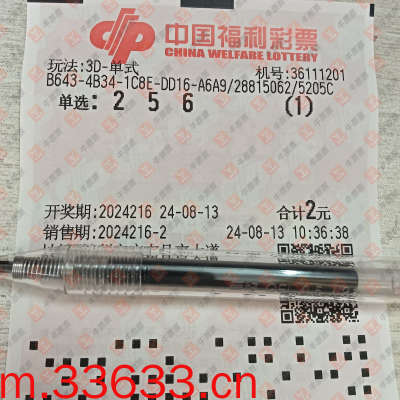 中国福利彩票
CHINA WELFARE LOTTERY
玩法:3D-单式 机号:36111201
B643-4B34-1C8E-DD16-A6A9/28815062/5205C
单选: 2 5 6 (1)
开奖期:2024216 24-08-13 合计2元
销售期:2024216-2 24-08-13 10:36:38
m.33633.cn